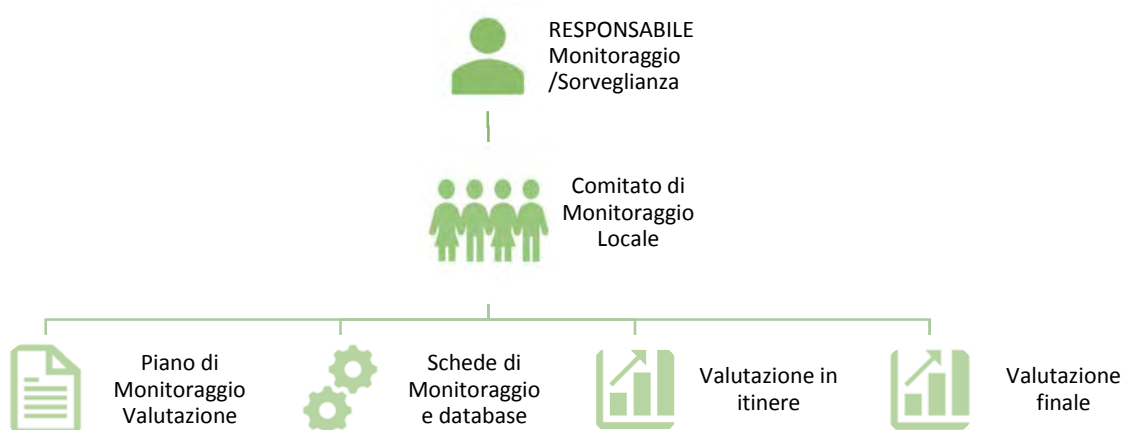 RESPONSABILE
Monitoraggio
/Sorveglianza
Comitato di
Monitoraggio
Locale
Piano di
Monitoraggio
Valutazione
Schede di
Monitoraggio
e database
Valutazione in
itinere
Valutazione
finale